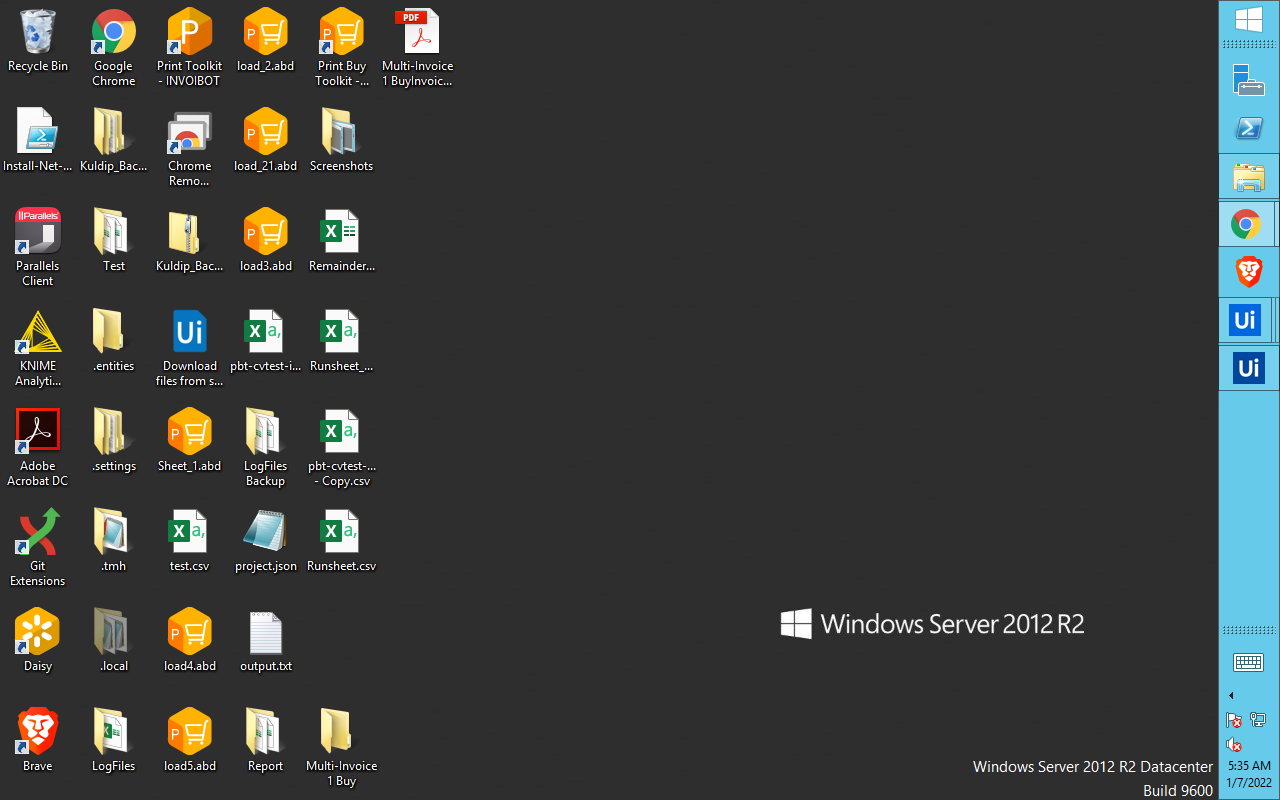 Recycle Bin
Google
Chrome
Print Toolkit
- INVOIBOT
load_2.abd
Print Buy
Toolkit -...
PDF
Multi-Invoice
1 BuyInvoic...
Install-Net-...
Kuldip_Bac...
Chrome
Remo...
load_21.abd
Screenshots
Parallels
Parallels
Client
Test
Kuldip_Bac...
load3.abd
Remainder...
KNIME
Analyti...
.entities
Ui
Download
files from s...
pbt-cvtest-i...
Runsheet_...
Adobe
Acrobat DC
.settings
Sheet_1.abd
LogFiles
Backup
pbt-cvtest-...
- Copy.csv
Git
Extensions
.tmh
test.csv
project.json
Runsheet.csv
Daisy
.local
load4.abd
output.txt
Brave
LogFiles
load5.abd
Report
Multi-Invoice
1 Buy
Windows Server 2012 R2
Windows Server 2012 R2 Datacenter
Build 9600
Ui
Ui
5:35 AM
1/7/2022